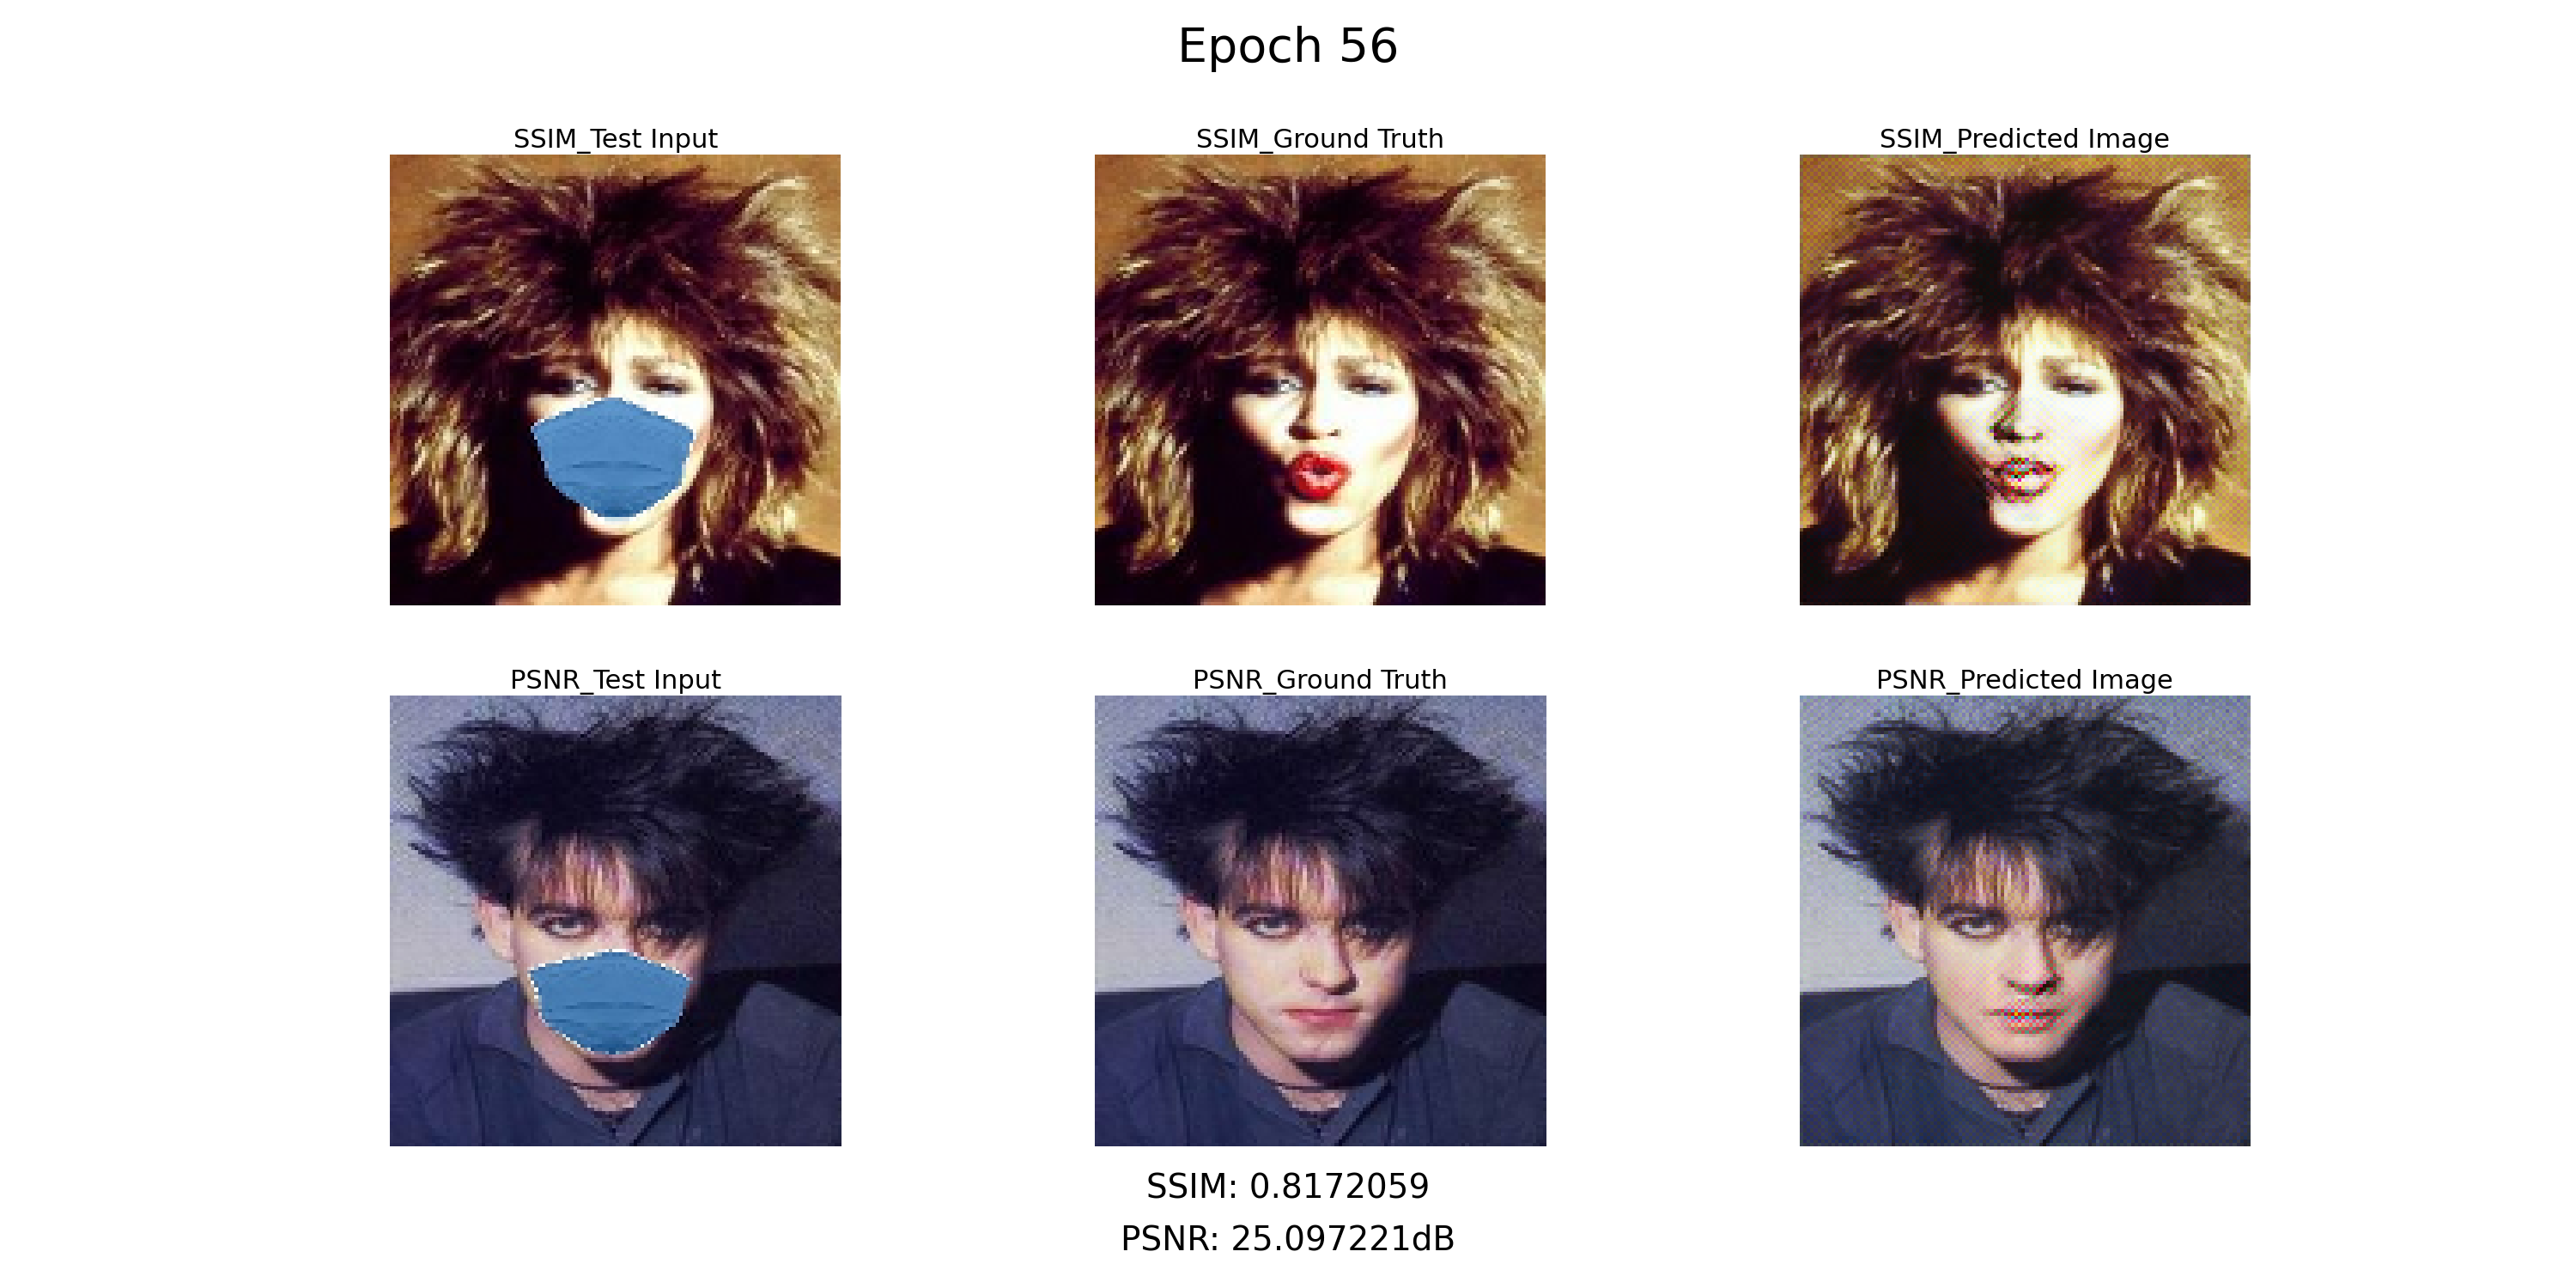 Epoch 56
SSIM_Test Input
SSIM_Ground Truth
SSIM_Predicted Image
PSNR_Test Input
PSNR_Ground Truth
PSNR_Predicted Image
SSIM: 0.8172059
PSNR: 25.097221dB